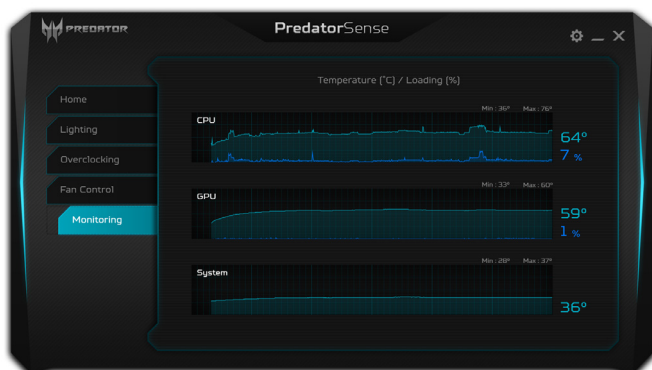 PREDATOR
PredatorSense
Temperature (°C) / Loading (%)
Home
Lighting
Overclocking
Fan Control
Monitoring
Min : 36° Max : 76°
CPU
64°
7 %
Min : 33° Max : 60°
GPU
59°
1 %
Min : 28° Max : 37°
System
36°